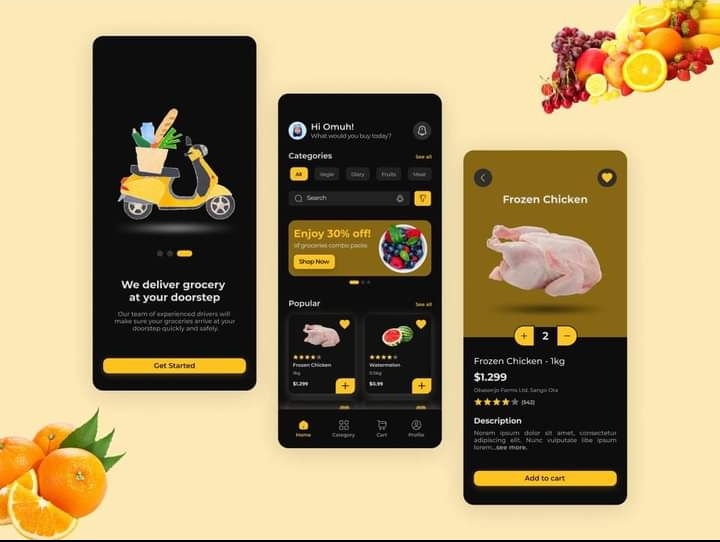 We deliver grocery
at your doorstep
Our team of experienced drivers will
make sure your groceries arrive at your
doorstep quickly and safely.
Get Started
Hi Omuh!
What would you buy today?
Categories
See all
All
Vegie
Diary
Fruits
Meat
Search
Enjoy 30% off!
of groceries combo packs
Shop Now
Popular
See all
Frozen Chicken
1kg
$1.299
+
Watermelon
$0.99
+
Home
Category
Cart
Profile
Frozen Chicken
+ 2 −
Frozen Chicken - 1kg
$1.299
Obasanjo Farms Ltd, Sango Ota
(542)
Description
Norem ipsum dolor sit amet, consectetur
adipiscing elit. Nunc vulputate libe ipsum
lorem...see more.
Add to cart